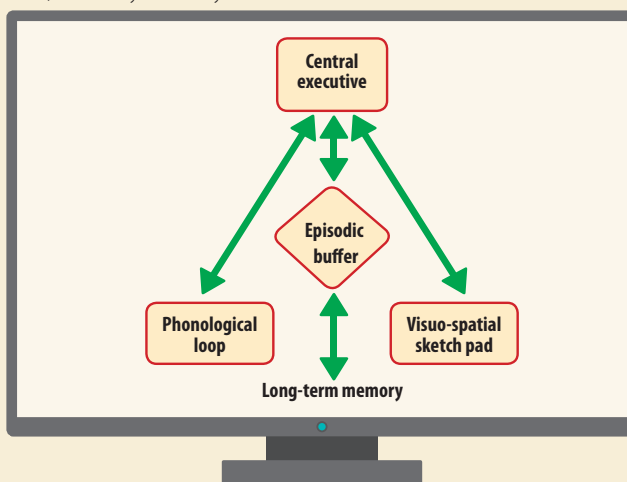 Central
executive
Episodic
buffer
Phonological
loop
Visuo-spatial
sketch pad
Long-term memory